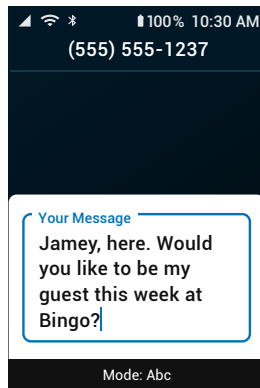 100% 10:30 AM
(555) 555-1237
Your Message
Jamey, here. Would
you like to be my
guest this week at
Bingo?
Mode: Abc